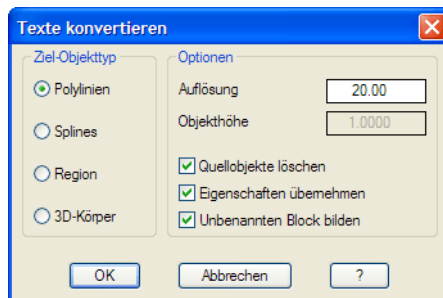 Texte konvertieren
Ziel-Objekttyp
Polylinien
Splines
Region
3D-Körper
Optionen
Auflösung 20.00
Objekthöhe 1.0000
Quellobjekte löschen
Eigenschaften übernehmen
Unbenannten Block bilden
OK Abbrechen ?